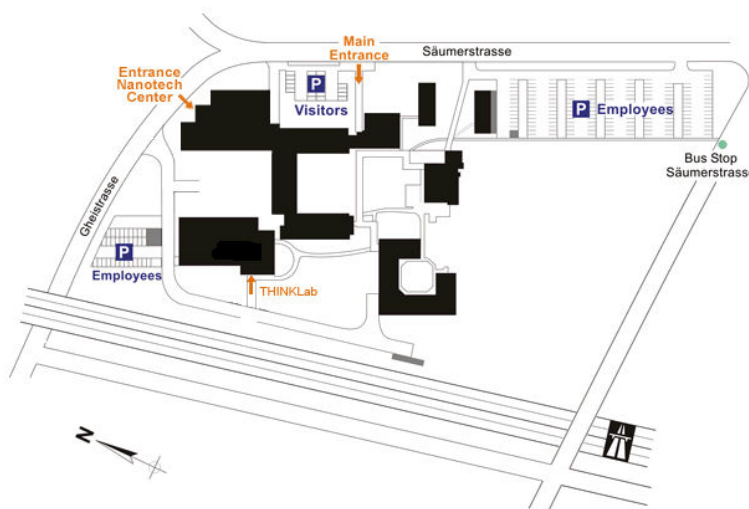 Main
Entrance
Säumerstrasse
Entrance
Nanotech
Center
P
Visitors
P Employees
Bus Stop
Säumerstrasse
Gheistrasse
P
Employees
THINKLab
N